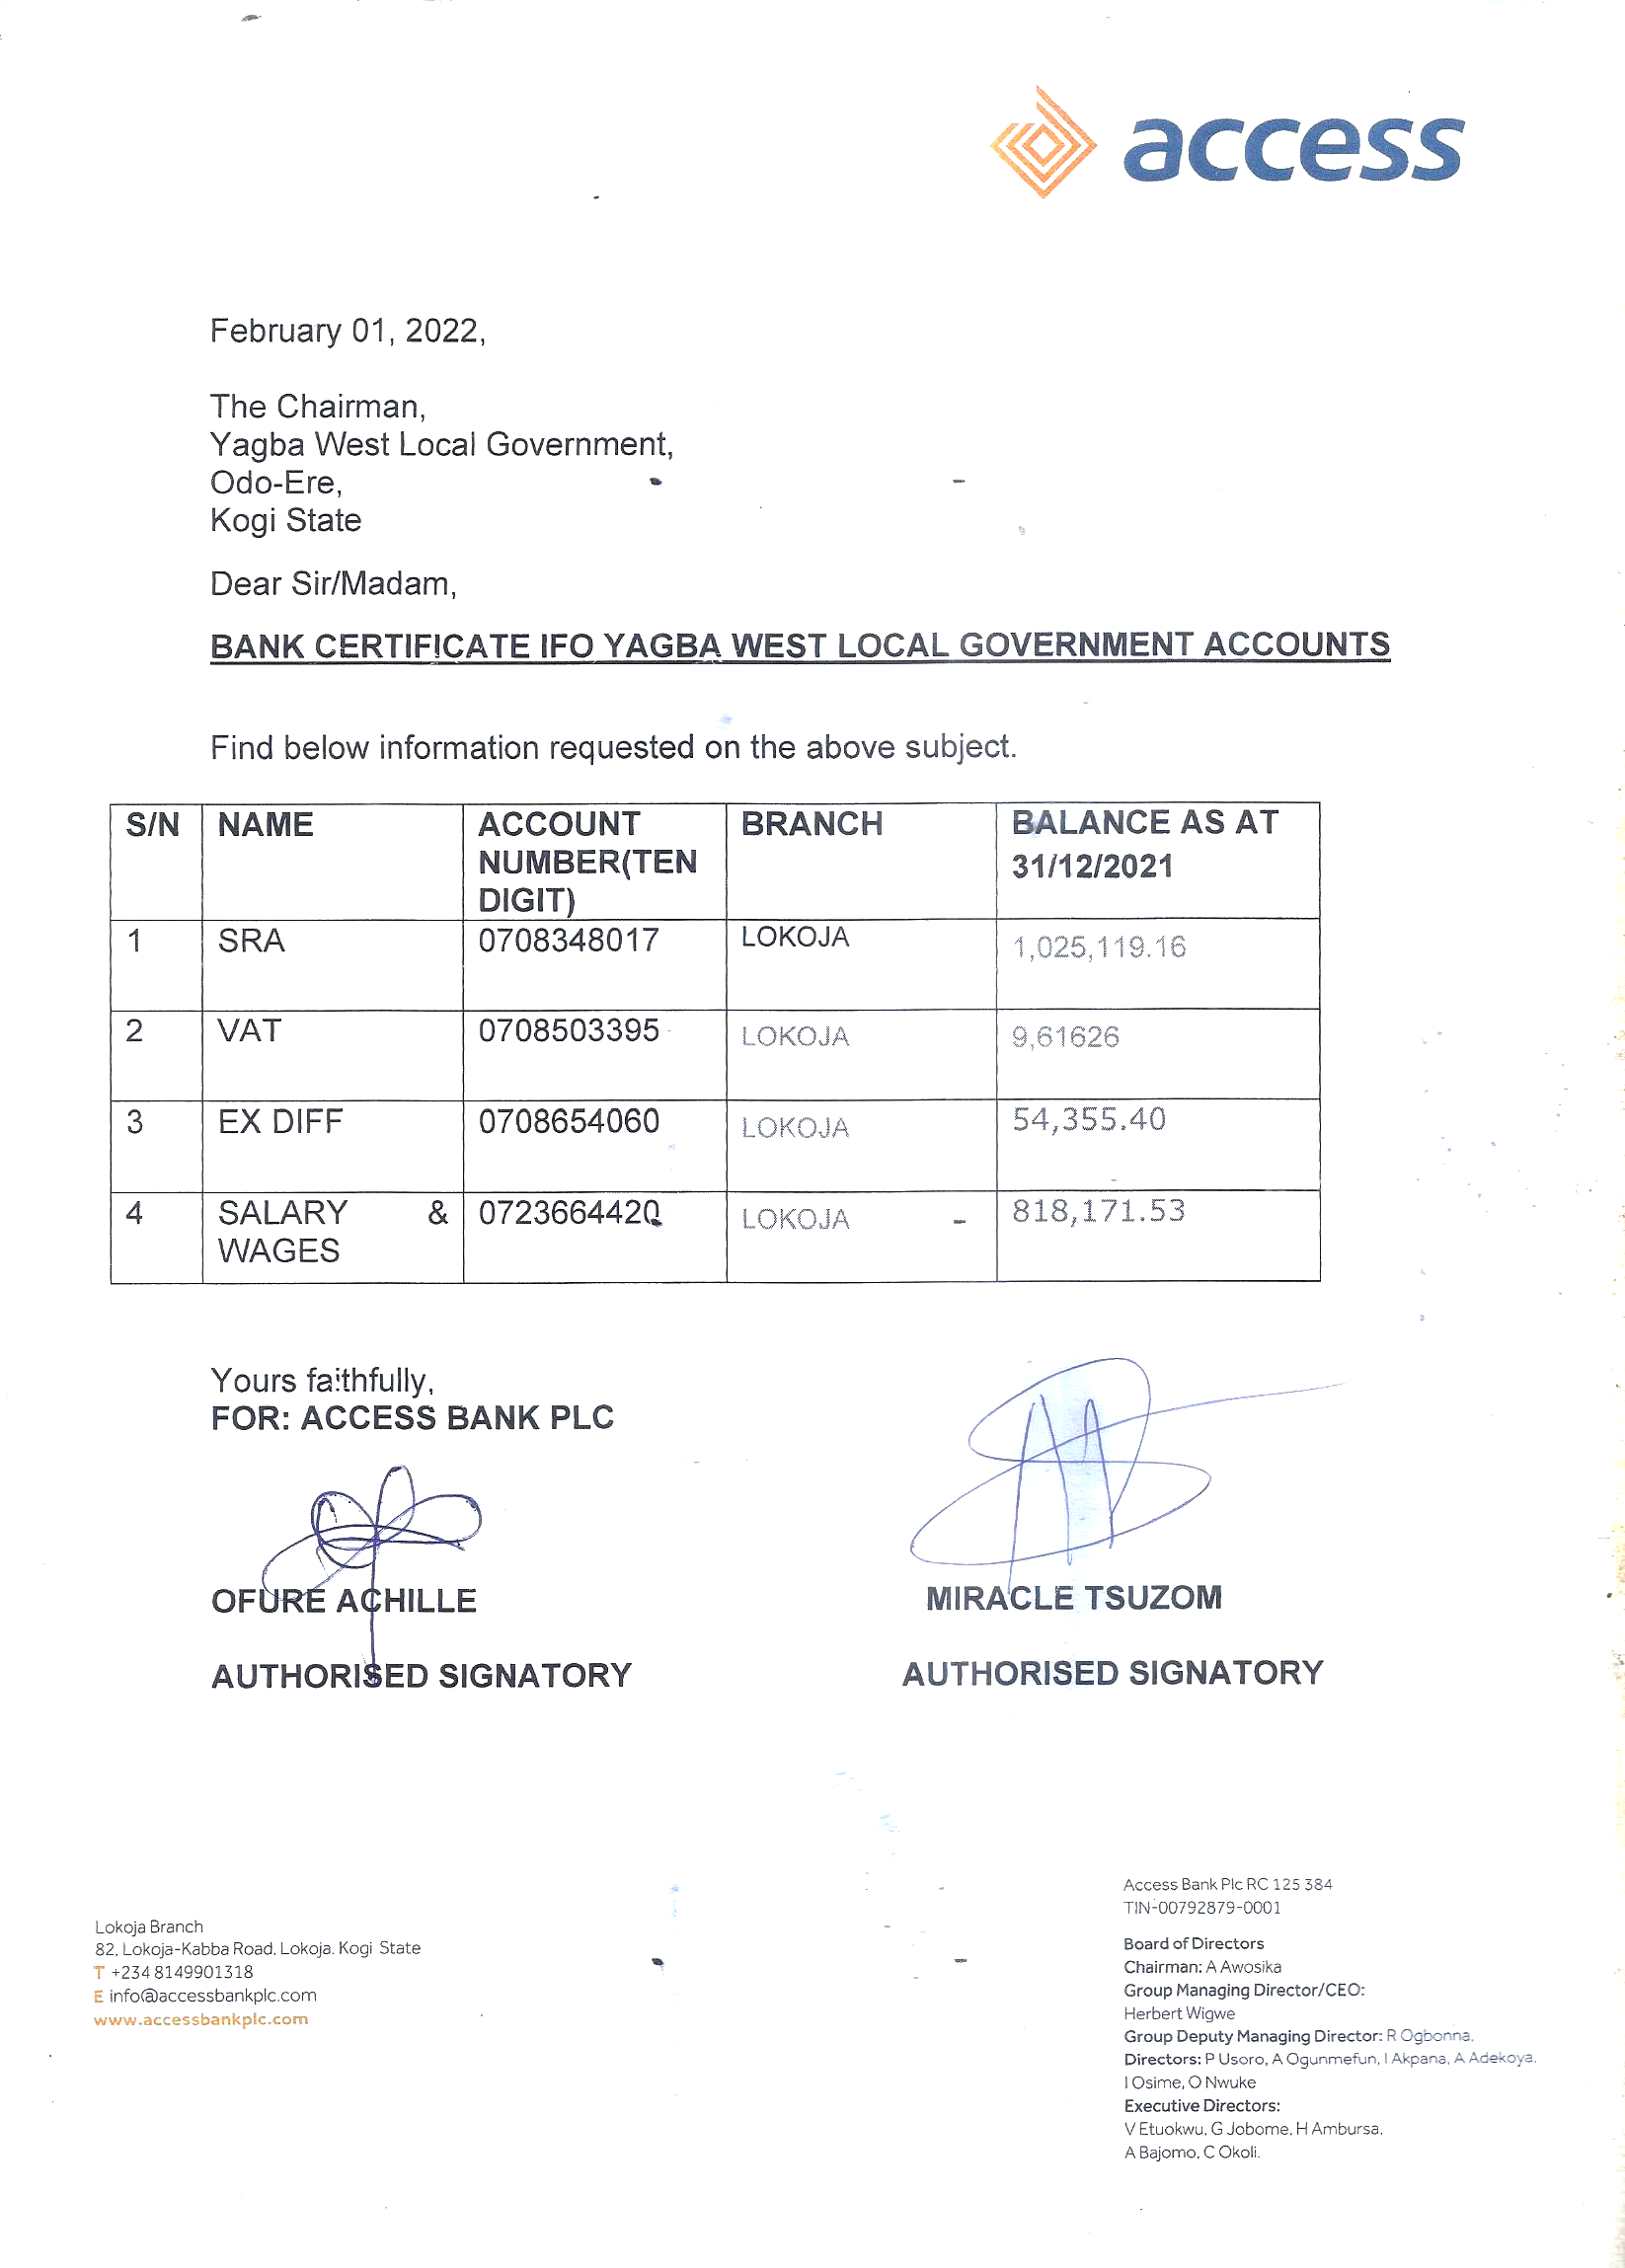 access
February 01, 2022,
The Chairman,
Yagba West Local Government,
Odo-Ere,
Kogi State
Dear Sir/Madam,
BANK CERTIFICATE IFO YAGBA WEST LOCAL GOVERNMENT ACCOUNTS
Find below information requested on the above subject.
S/N NAME ACCOUNT NUMBER(TEN DIGIT) BRANCH BALANCE AS AT 31/12/2021
1 SRA 0708348017 LOKOJA 1,025,119.16
2 VAT 0708503395 LOKOJA 9,61626
3 EX DIFF 0708654060 LOKOJA 54,355.40
4 SALARY & WAGES 0723664420 LOKOJA 818,171.53
Yours faithfully,
FOR: ACCESS BANK PLC
OFURE ACHILLE
AUTHORISED SIGNATORY
MIRACLE TSUZOM
AUTHORISED SIGNATORY
Lokoja Branch
82, Lokoja-Kabba Road, Lokoja, Kogi State
T +234 8149901318
E info@accessbankplc.com
www.accessbankplc.com
Access Bank Plc RC 125 384
TIN-00792879-0001
Board of Directors
Chairman: A Awosika
Group Managing Director/CEO:
Herbert Wigwe
Group Deputy Managing Director: R Ogbonna,
Directors: P Usoro, A Ogunmefun, I Akpana, A Adekoya,
I Osime, O Nwuke
Executive Directors:
V Etuokwu, G Jobome, H Ambursa,
A Bajomo, C Okoli.